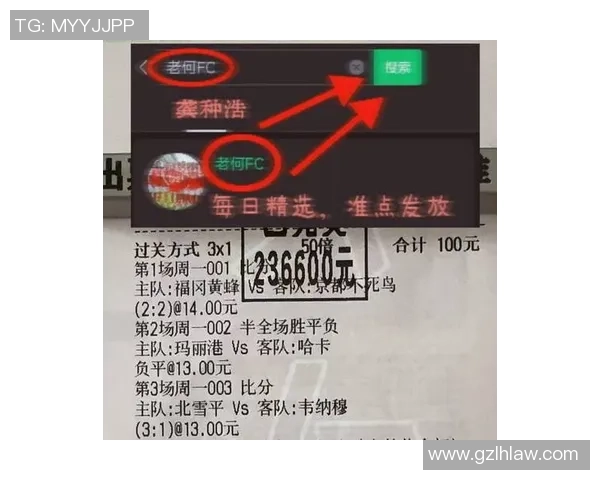 TG: MYYJJPP
老何FC
搜索
龚种浩
老何FC
每日精选，准点发放
出票
236600元
过关方式 3x1 50倍 合计 100元
第1场周一001 比分
主队:福冈黄蜂 Vs 客队:京都不死鸟
(2:2)@14.00元
第2场周一002 半全场胜平负
主队:玛丽港 Vs 客队:哈卡
负平@13.00元
第3场周一003 比分
主队:北雪平 Vs 客队:韦纳穆
(3:1)@13.00元
www.gzlhlaw.com